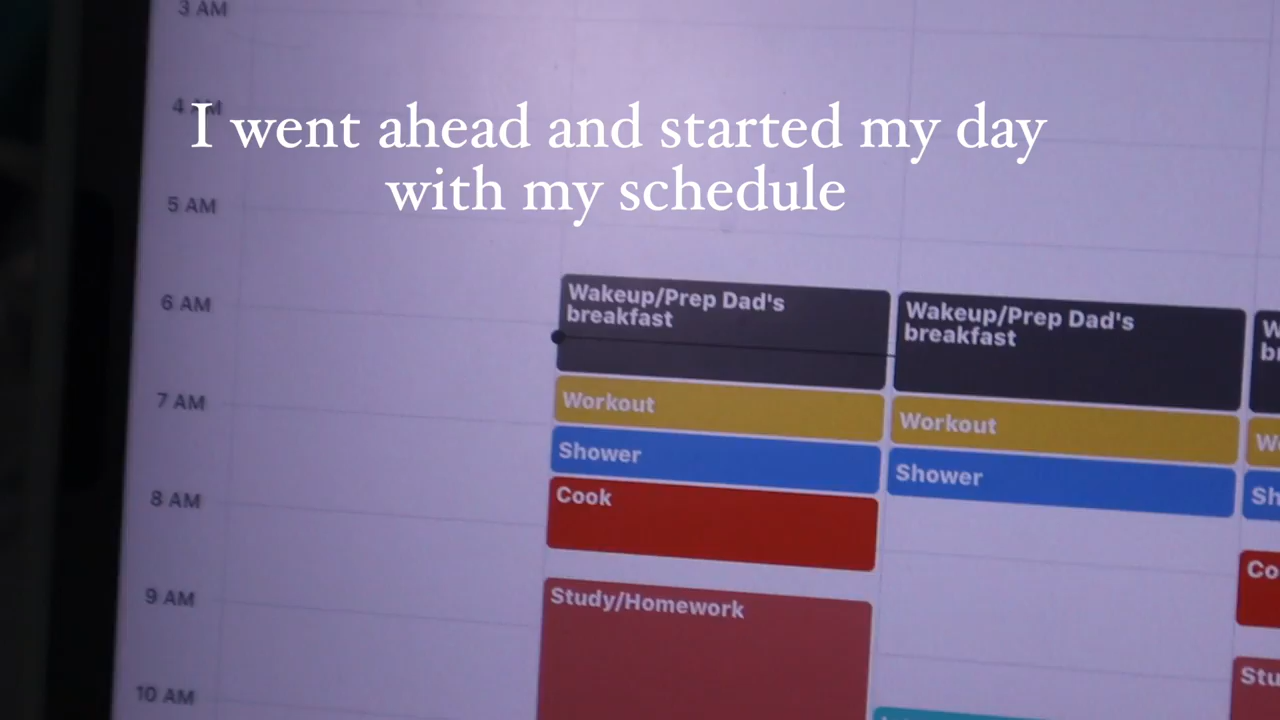 3 AM
4 AM
I went ahead and started my day
with my schedule
5 AM
6 AM
Wakeup/Prep Dad's
breakfast
Wakeup/Prep Dad's
breakfast
7 AM
Workout
Workout
Shower
Shower
8 AM
Cook
9 AM
Study/Homework
10 AM